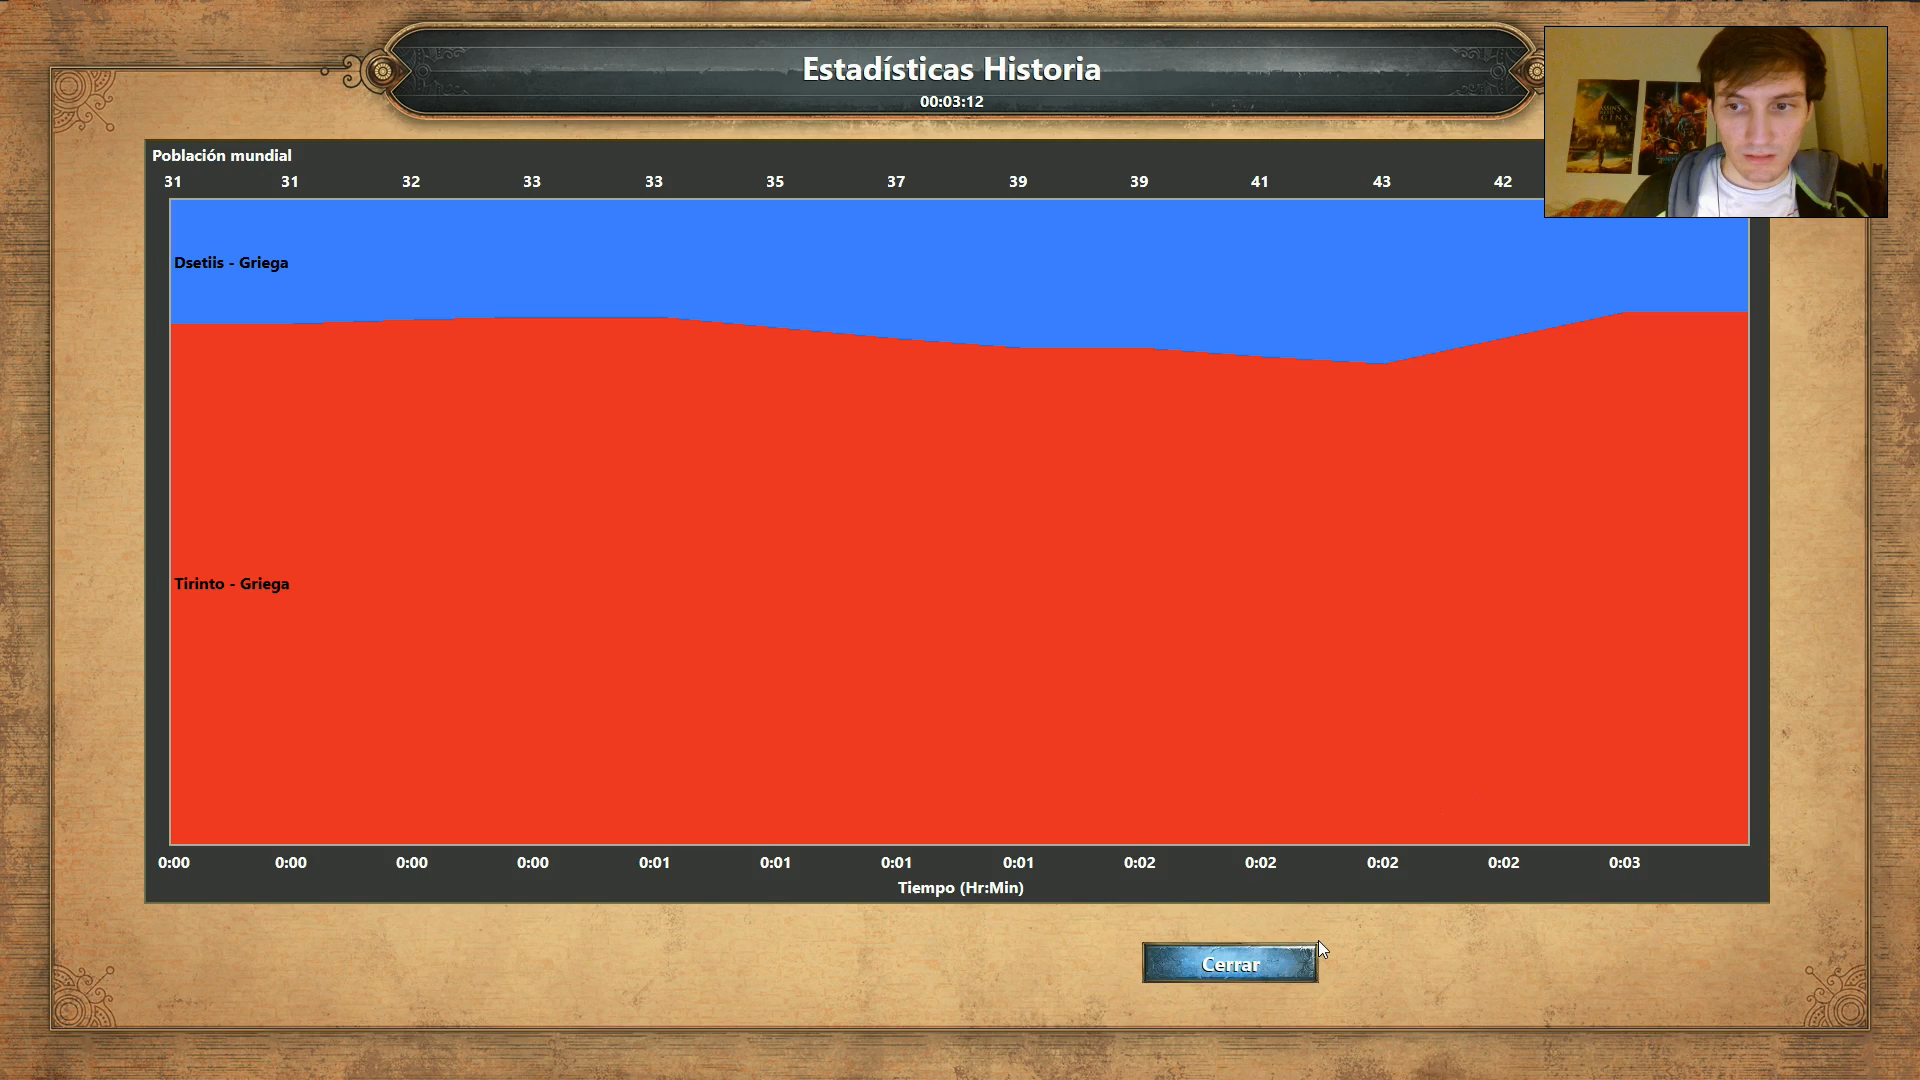 Estadísticas Historia
00:03:12
Población mundial
31 31 32 33 33 35 37 39 39 41 43 42
Dsetiis - Griega
Tirinto - Griega
0:00 0:00 0:00 0:00 0:01 0:01 0:01 0:01 0:02 0:02 0:02 0:02 0:03
Tiempo (Hr:Min)
Cerrar